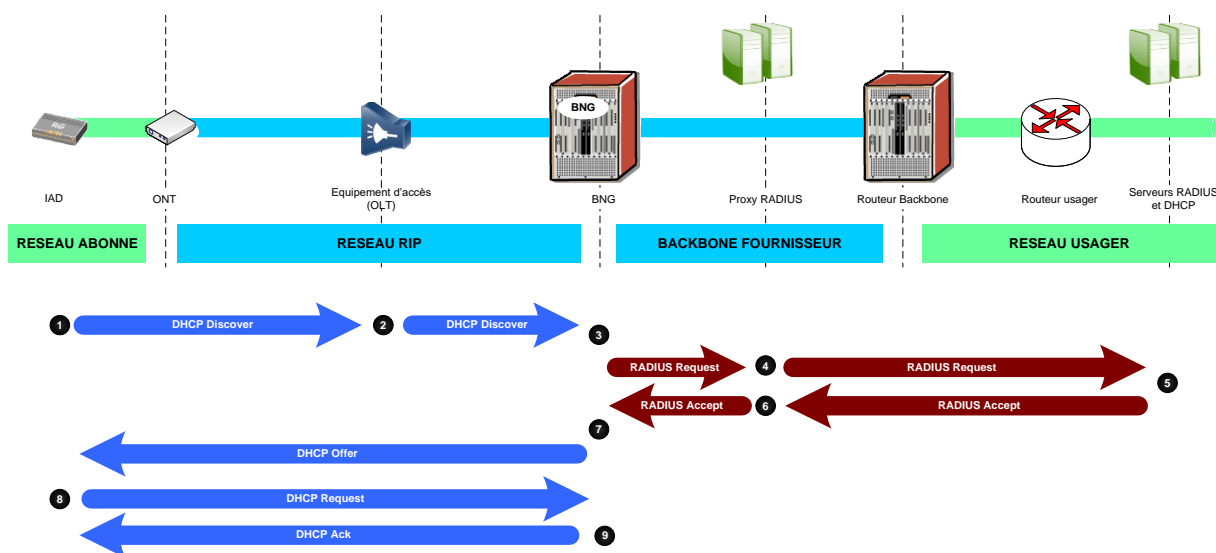 BNG
RG
IAD
ONT
Equipement d'accès
(OLT)
BNG
Proxy RADIUS
Routeur Backbone
Routeur usager
Serveurs RADIUS
et DHCP
RESEAU ABONNE
RESEAU RIP
BACKBONE FOURNISSEUR
RESEAU USAGER
1
DHCP Discover
2
DHCP Discover
3
RADIUS Request
4
RADIUS Request
5
RADIUS Accept
6
RADIUS Accept
7
DHCP Offer
8
DHCP Request
DHCP Ack
9